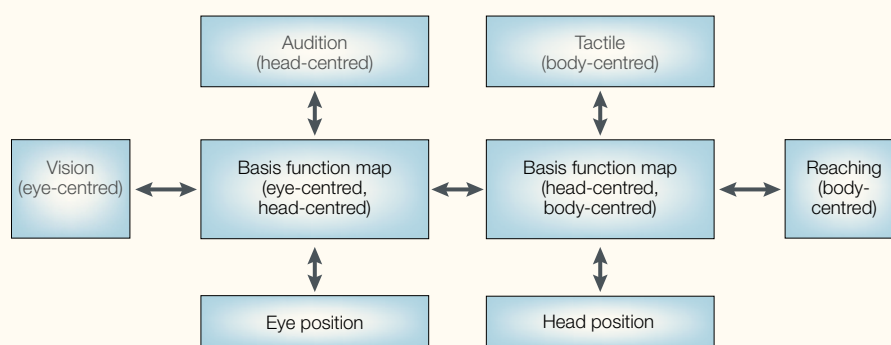 Audition
(head-centred)
Tactile
(body-centred)
Vision
(eye-centred)
Basis function map
(eye-centred,
head-centred)
Basis function map
(head-centred,
body-centred)
Reaching
(body-
centred)
Eye position
Head position